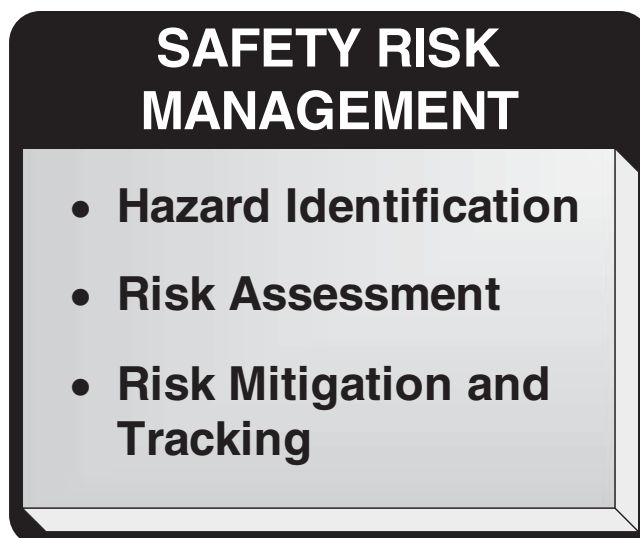 SAFETY RISK
MANAGEMENT
• Hazard Identification
• Risk Assessment
• Risk Mitigation and
Tracking